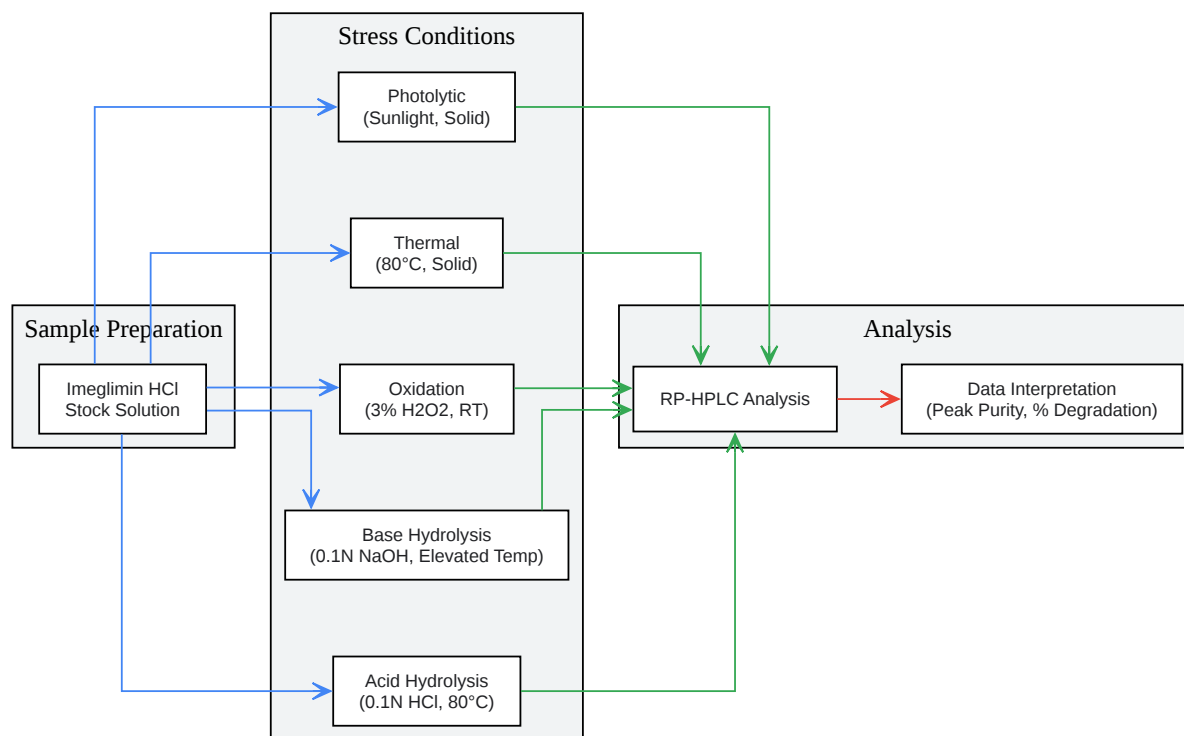 Stress Conditions
Photolytic
(Sunlight, Solid)
Thermal
(80°C, Solid)
Sample Preparation
Imeglimin HCl
Stock Solution
Oxidation
(3% H2O2, RT)
Base Hydrolysis
(0.1N NaOH, Elevated Temp)
Acid Hydrolysis
(0.1N HCl, 80°C)
Analysis
RP-HPLC Analysis
Data Interpretation
(Peak Purity, % Degradation)